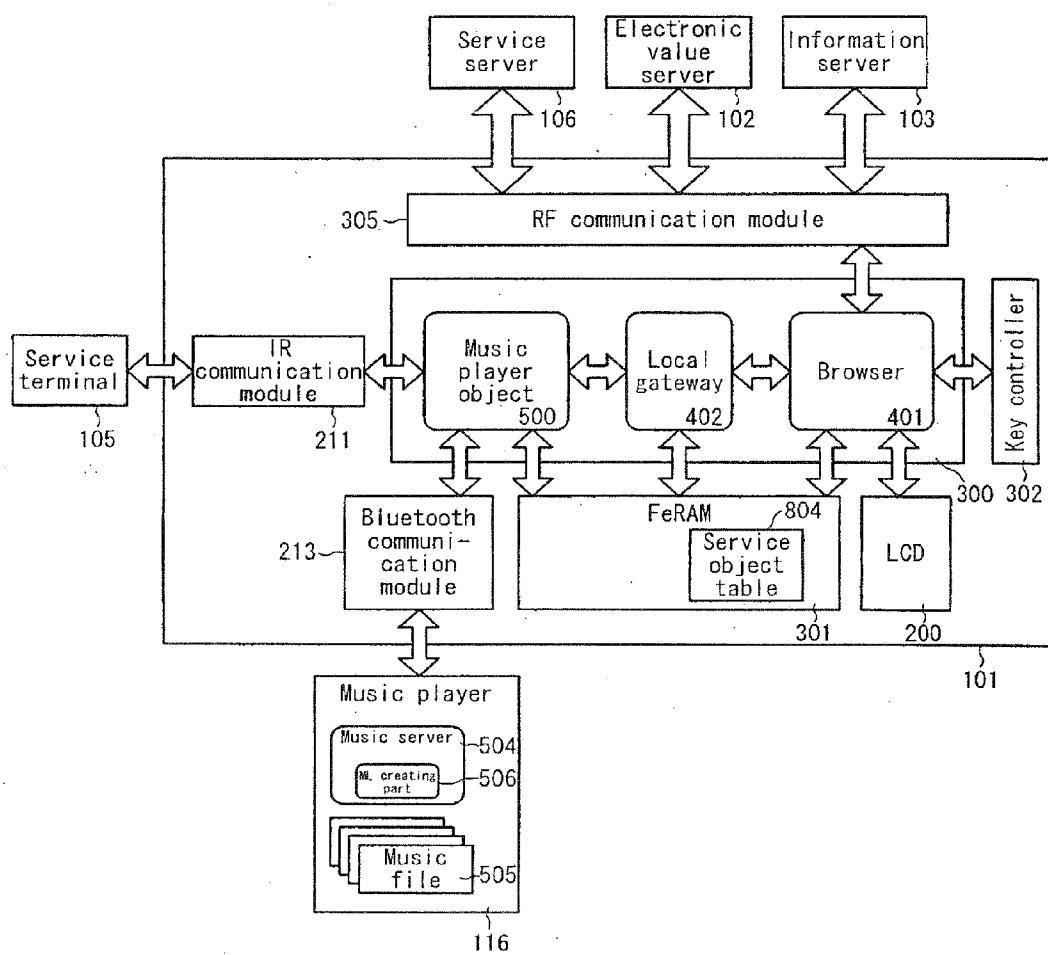 Service
server
106
Electronic
value
server
102
Information
server
103
305
RF communication module
Service
terminal
105
IR
communication
module
211
Music
player
object
500
Local
gateway
402
Browser
401
300
Key controller
302
213
Bluetooth
communi-
cation
module
FeRAM
804
Service
object
table
301
LCD
200
101
Music player
Music server
504
ML creating
part
506
Music
file
505
116